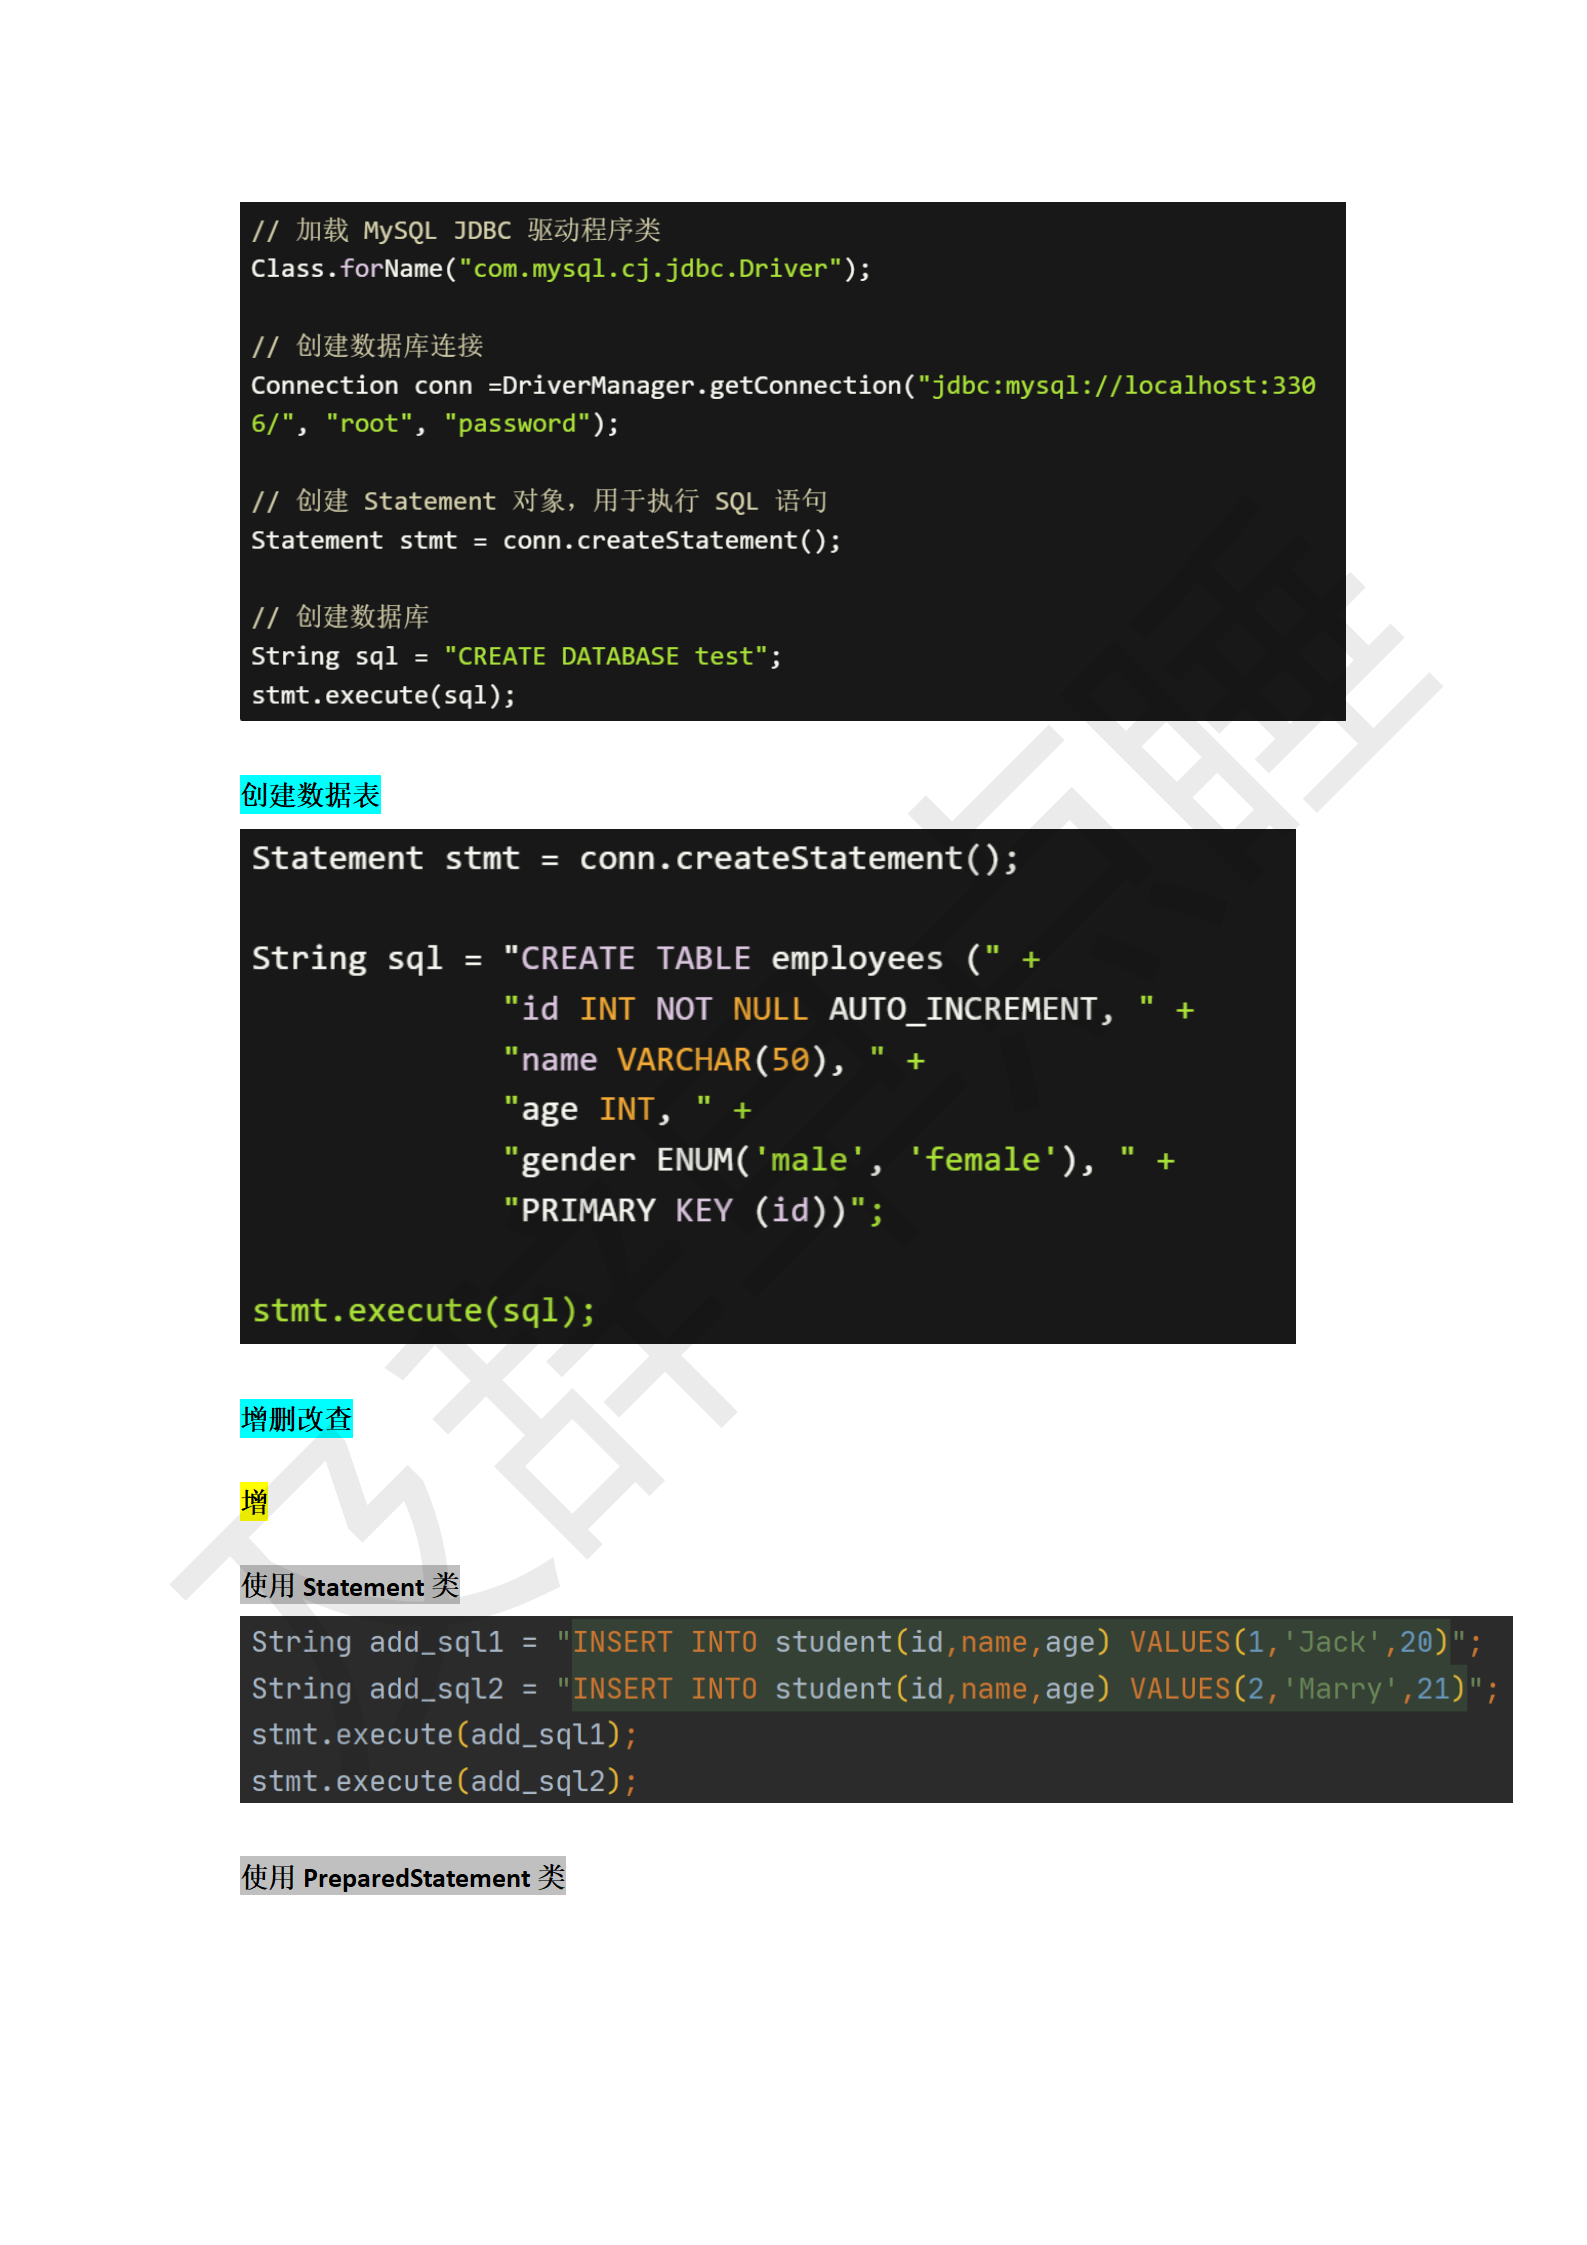 // 加载 MySQL JDBC 驱动程序类
Class.forName("com.mysql.cj.jdbc.Driver");
// 创建数据库连接
Connection conn =DriverManager.getConnection("jdbc:mysql://localhost:330
6/", "root", "password");
// 创建 Statement 对象，用于执行 SQL 语句
Statement stmt = conn.createStatement();
// 创建数据库
String sql = "CREATE DATABASE test";
stmt.execute(sql);
创建数据表
Statement stmt = conn.createStatement();
String sql = "CREATE TABLE employees (" +
"id INT NOT NULL AUTO_INCREMENT, " +
"name VARCHAR(50), " +
"age INT, " +
"gender ENUM('male', 'female'), " +
"PRIMARY KEY (id))";
stmt.execute(sql);
增删改查
增
使用 Statement 类
String add_sql1 = "INSERT INTO student(id,name,age) VALUES(1,'Jack',20)";
String add_sql2 = "INSERT INTO student(id,name,age) VALUES(2,'Marry',21)";
stmt.execute(add_sql1);
stmt.execute(add_sql2);
使用 PreparedStatement 类